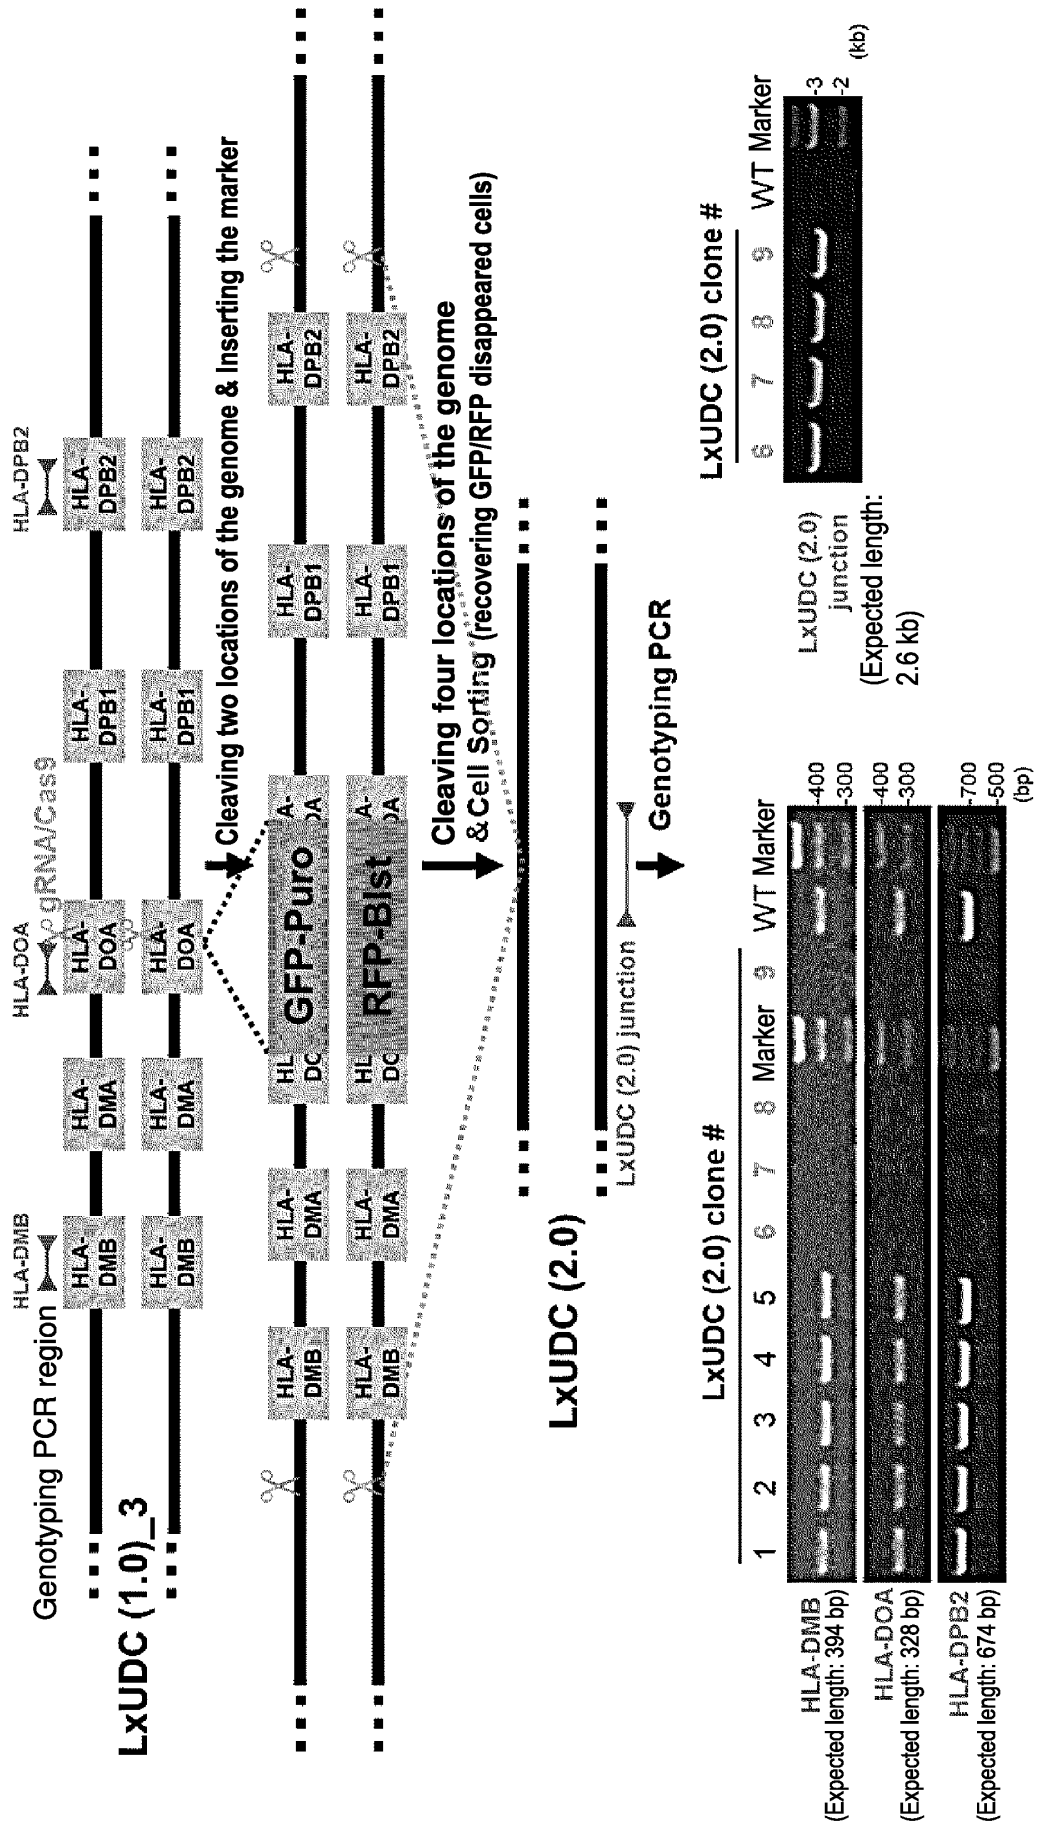 Genotyping PCR region
HLA-DMB
HLA-DOA
HLA-DPB2
gRNA/Cas9
HLA-
DMB
HLA-
DMA
HLA-
DOA
HLA-
DPB1
HLA-
DPB2
LxUDC (1.0)_3
HLA-
DMB
HLA-
DMA
HLA-
DOA
HLA-
DPB1
HLA-
DPB2
Cleaving two locations of the genome & Inserting the marker
HLA-
DMB
HLA-
DMA
HL
DO
GFP-Puro
A-
OA
HLA-
DPB1
HLA-
DPB2
HLA-
DMB
HLA-
DMA
HL
DO
RFP-Blst
A-
OA
HLA-
DPB1
HLA-
DPB2
Cleaving four locations of the genome
&Cell Sorting (recovering GFP/RFP disappeared cells)
LxUDC (2.0)
LxUDC (2.0) junction
Genotyping PCR
LxUDC (2.0) clone #
1 2 3 4 5 6 7 8 Marker 9 WT Marker
HLA-DMB
(Expected length: 394 bp)
-400
-300
HLA-DOA
(Expected length: 328 bp)
-400
-300
HLA-DPB2
(Expected length: 674 bp)
-700
-500
(bp)
LxUDC (2.0) clone #
6 7 8 9 WT Marker
LxUDC (2.0)
junction
(Expected length:
2.6 kb)
-3
-2
(kb)